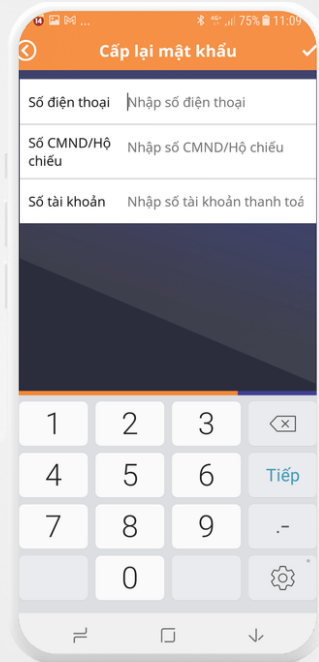 M ...
4G+ 75% 11:09
Cấp lại mật khẩu
Số điện thoại Nhập số điện thoại
Số CMND/Hộ
chiếu
Nhập số CMND/Hộ chiếu
Số tài khoản Nhập số tài khoản thanh toá
1 2 3
4 5 6 Tiếp
7 8 9 .-
0